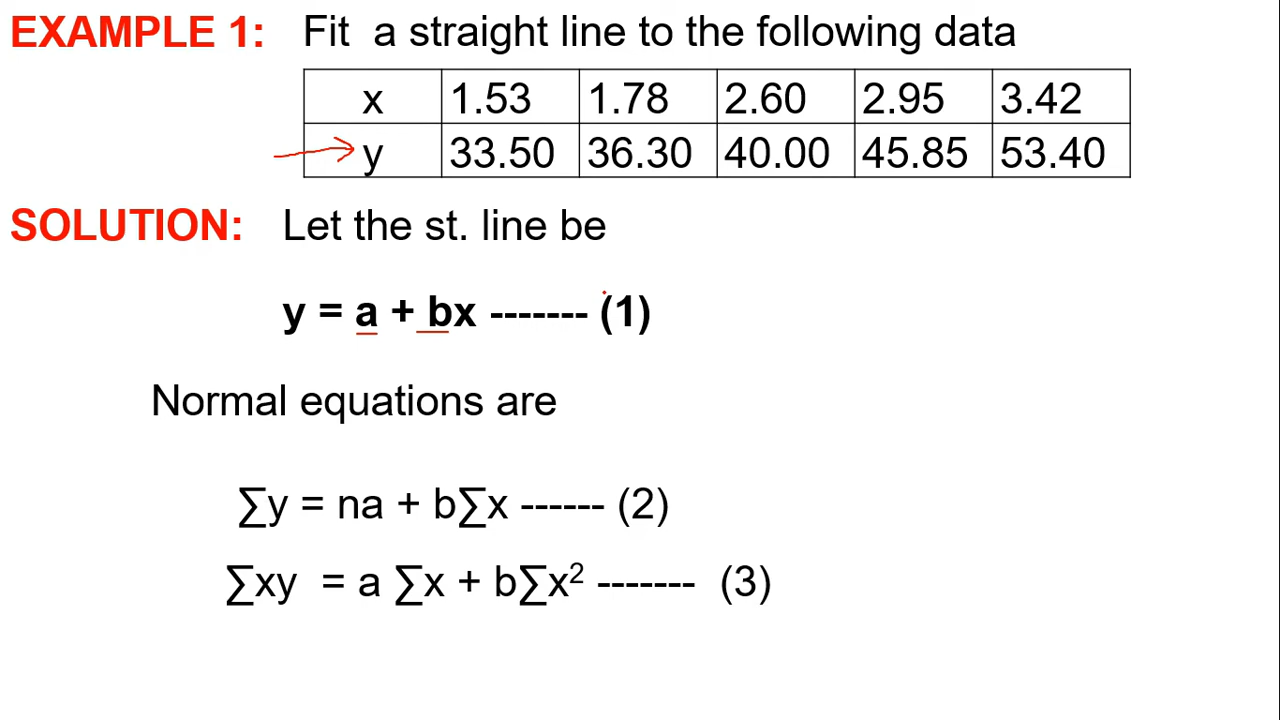 EXAMPLE 1: Fit a straight line to the following data
x 1.53 1.78 2.60 2.95 3.42
y 33.50 36.30 40.00 45.85 53.40
SOLUTION: Let the st. line be
y = a + bx ------- (1)
Normal equations are
∑y = na + b∑x ------ (2)
∑xy = a ∑x + b∑x² ------- (3)